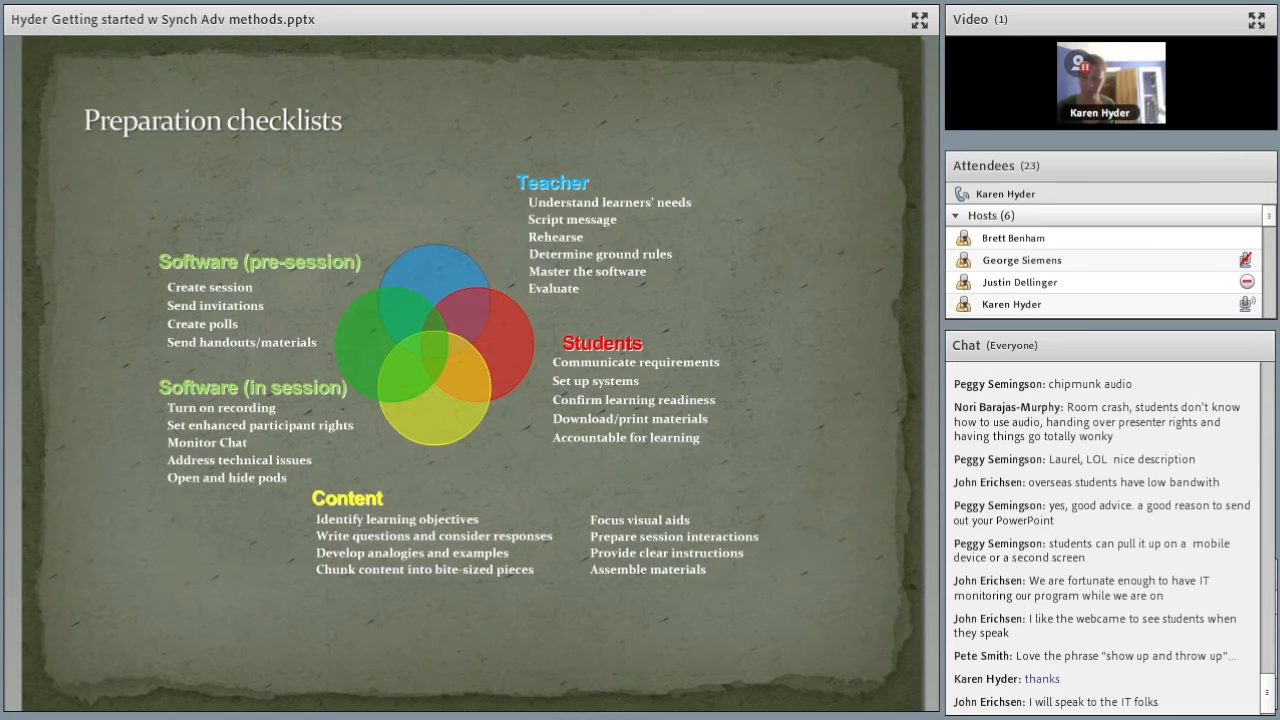 Hyder Getting started w Synch Adv methods.pptx
Preparation checklists
Teacher
Understand learners' needs
Script message
Rehearse
Determine ground rules
Master the software
Evaluate
Software (pre-session)
Create session
Send invitations
Create polls
Send handouts/materials
Students
Communicate requirements
Set up systems
Confirm learning readiness
Download/print materials
Accountable for learning
Software (in session)
Turn on recording
Set enhanced participant rights
Monitor Chat
Address technical issues
Open and hide pods
Content
Identify learning objectives
Write questions and consider responses
Develop analogies and examples
Chunk content into bite-sized pieces
Focus visual aids
Prepare session interactions
Provide clear instructions
Assemble materials
Video (1)
Karen Hyder
Attendees (23)
Karen Hyder
Hosts (6)
Brett Benham
George Siemens
Justin Dellinger
Karen Hyder
Chat (Everyone)
Peggy Semingson: chipmunk audio
Nori Barajas-Murphy: Room crash, students don't know
how to use audio, handing over presenter rights and
having things go totally wonky
Peggy Semingson: Laurel, LOL nice description
John Erichsen: overseas students have low bandwith
Peggy Semingson: yes, good advice. a good reason to send
out your PowerPoint
Peggy Semingson: students can pull it up on a mobile
device or a second screen
John Erichsen: We are fortunate enough to have IT
monitoring our program while we are on
John Erichsen: I like the webcame to see students when
they speak
Pete Smith: Love the phrase "show up and throw up"...
Karen Hyder: thanks
John Erichsen: I will speak to the IT folks